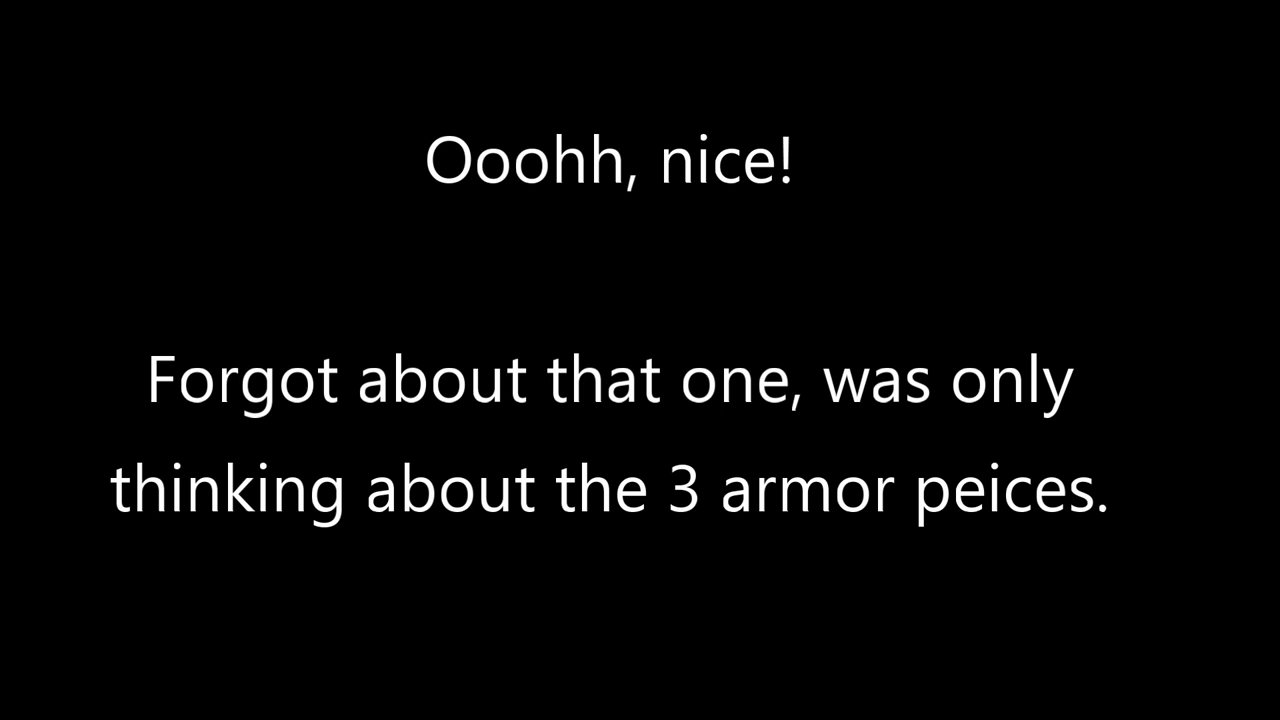 Ooohh, nice!
Forgot about that one, was only
thinking about the 3 armor peices.